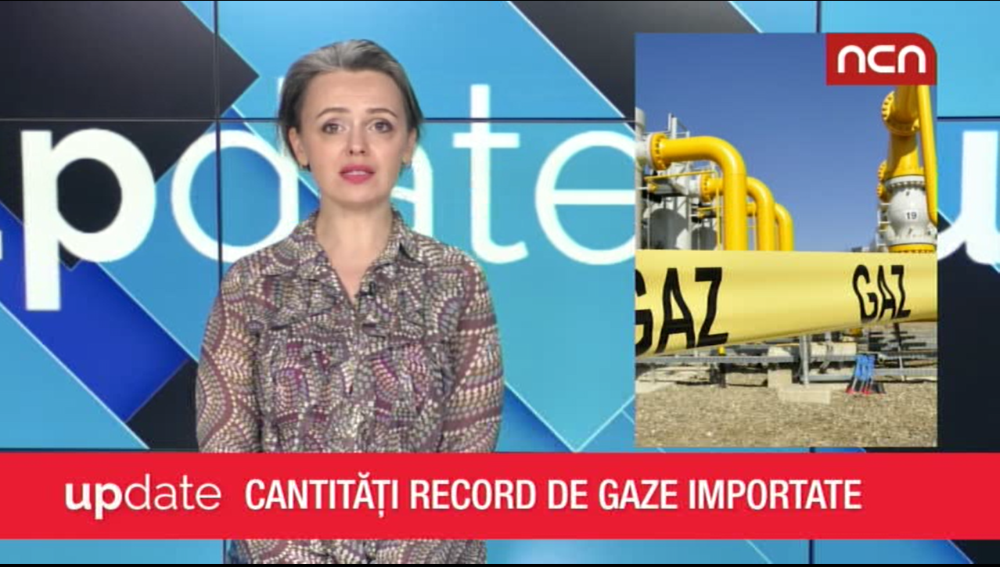 ncn
update
u
19
GAZ
GAZ
update CANTITĂȚI RECORD DE GAZE IMPORTATE